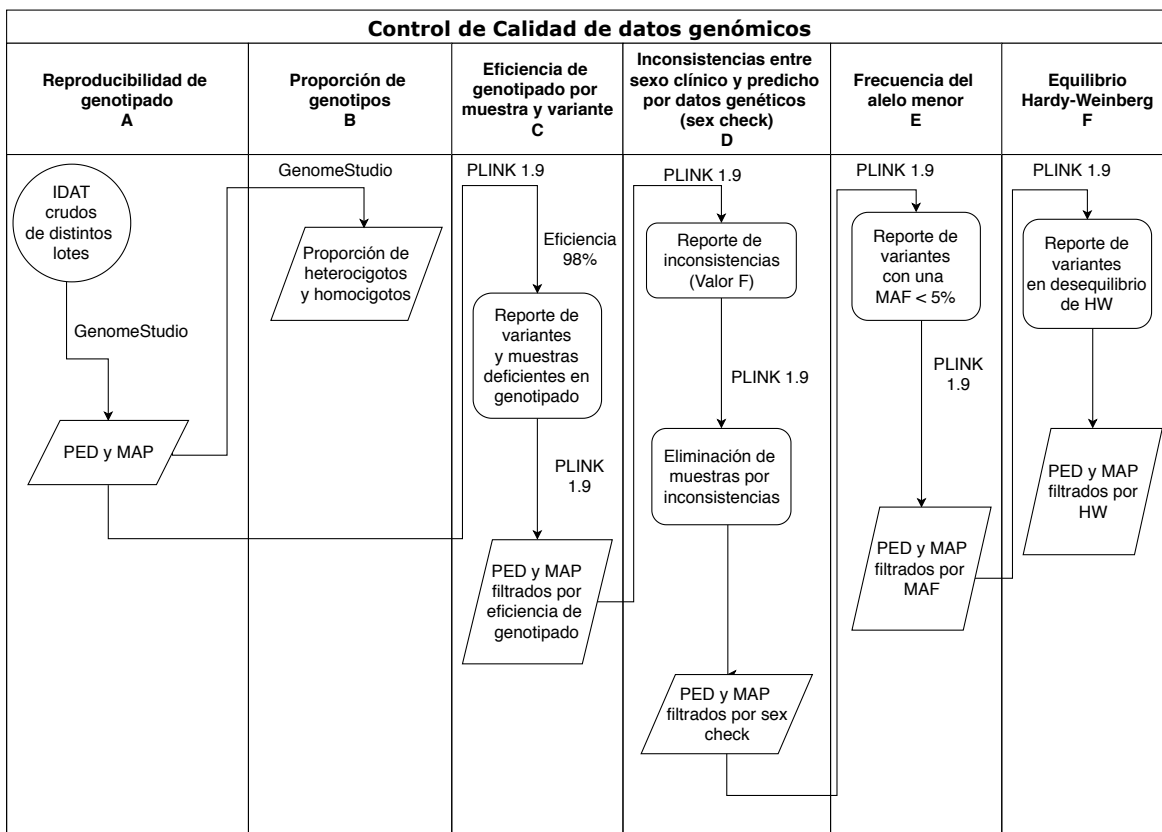 Control de Calidad de datos genómicos
Reproducibilidad de
genotipado
A
Proporción de
genotipos
B
Eficiencia de
genotipado por
muestra y variante
C
Inconsistencias entre
sexo clínico y predicho
por datos genéticos
(sex check)
D
Frecuencia del
alelo menor
E
Equilibrio
Hardy-Weinberg
F
IDAT
crudos
de distintos
lotes
GenomeStudio
PED y MAP
GenomeStudio
Proporción de
heterocigotos
y homocigotos
PLINK 1.9
Eficiencia
98%
Reporte de
variantes
y muestras
deficientes en
genotipado
PLINK
1.9
PED y MAP
filtrados por
eficiencia de
genotipado
PLINK 1.9
Reporte de
inconsistencias
(Valor F)
PLINK 1.9
Eliminación de
muestras por
inconsistencias
PED y MAP
filtrados por sex
check
PLINK 1.9
Reporte de
variantes
con una
MAF < 5%
PLINK
1.9
PED y MAP
filtrados por
MAF
PLINK 1.9
Reporte de
variantes
en desequilibrio
de HW
PED y MAP
filtrados por
HW